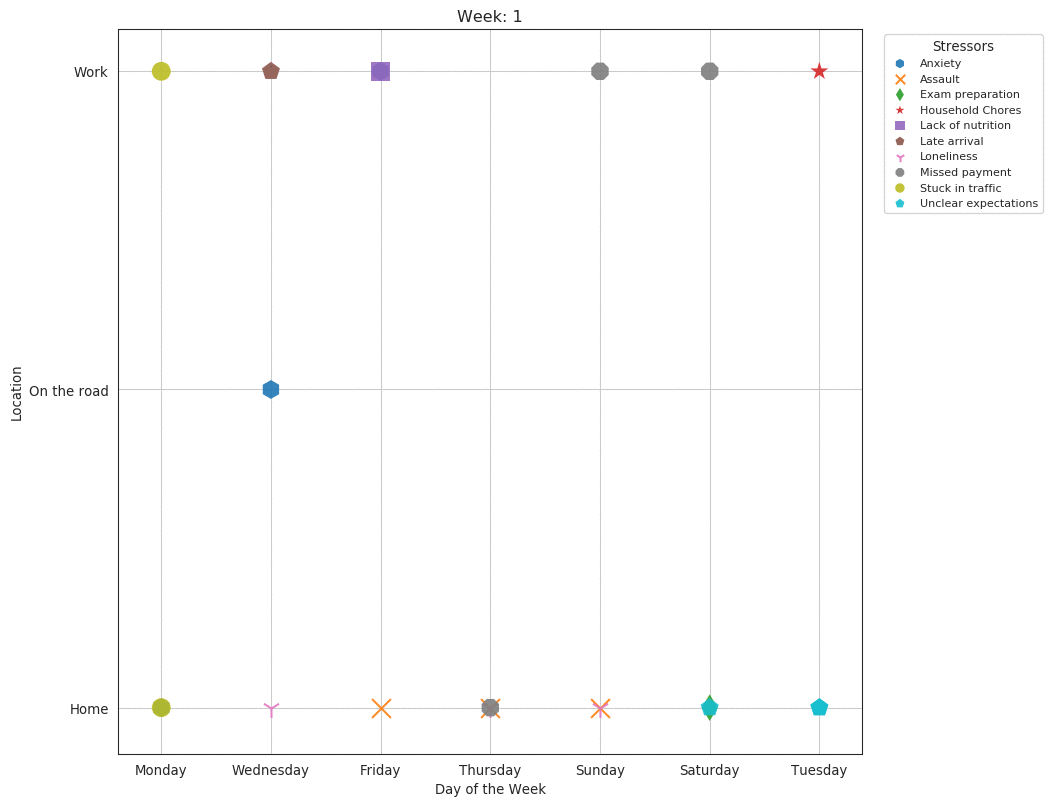 Week: 1
Work
On the road
Home
Location
Monday
Wednesday
Friday
Thursday
Sunday
Saturday
Tuesday
Day of the Week
Stressors
Anxiety
Assault
Exam preparation
Household Chores
Lack of nutrition
Late arrival
Loneliness
Missed payment
Stuck in traffic
Unclear expectations